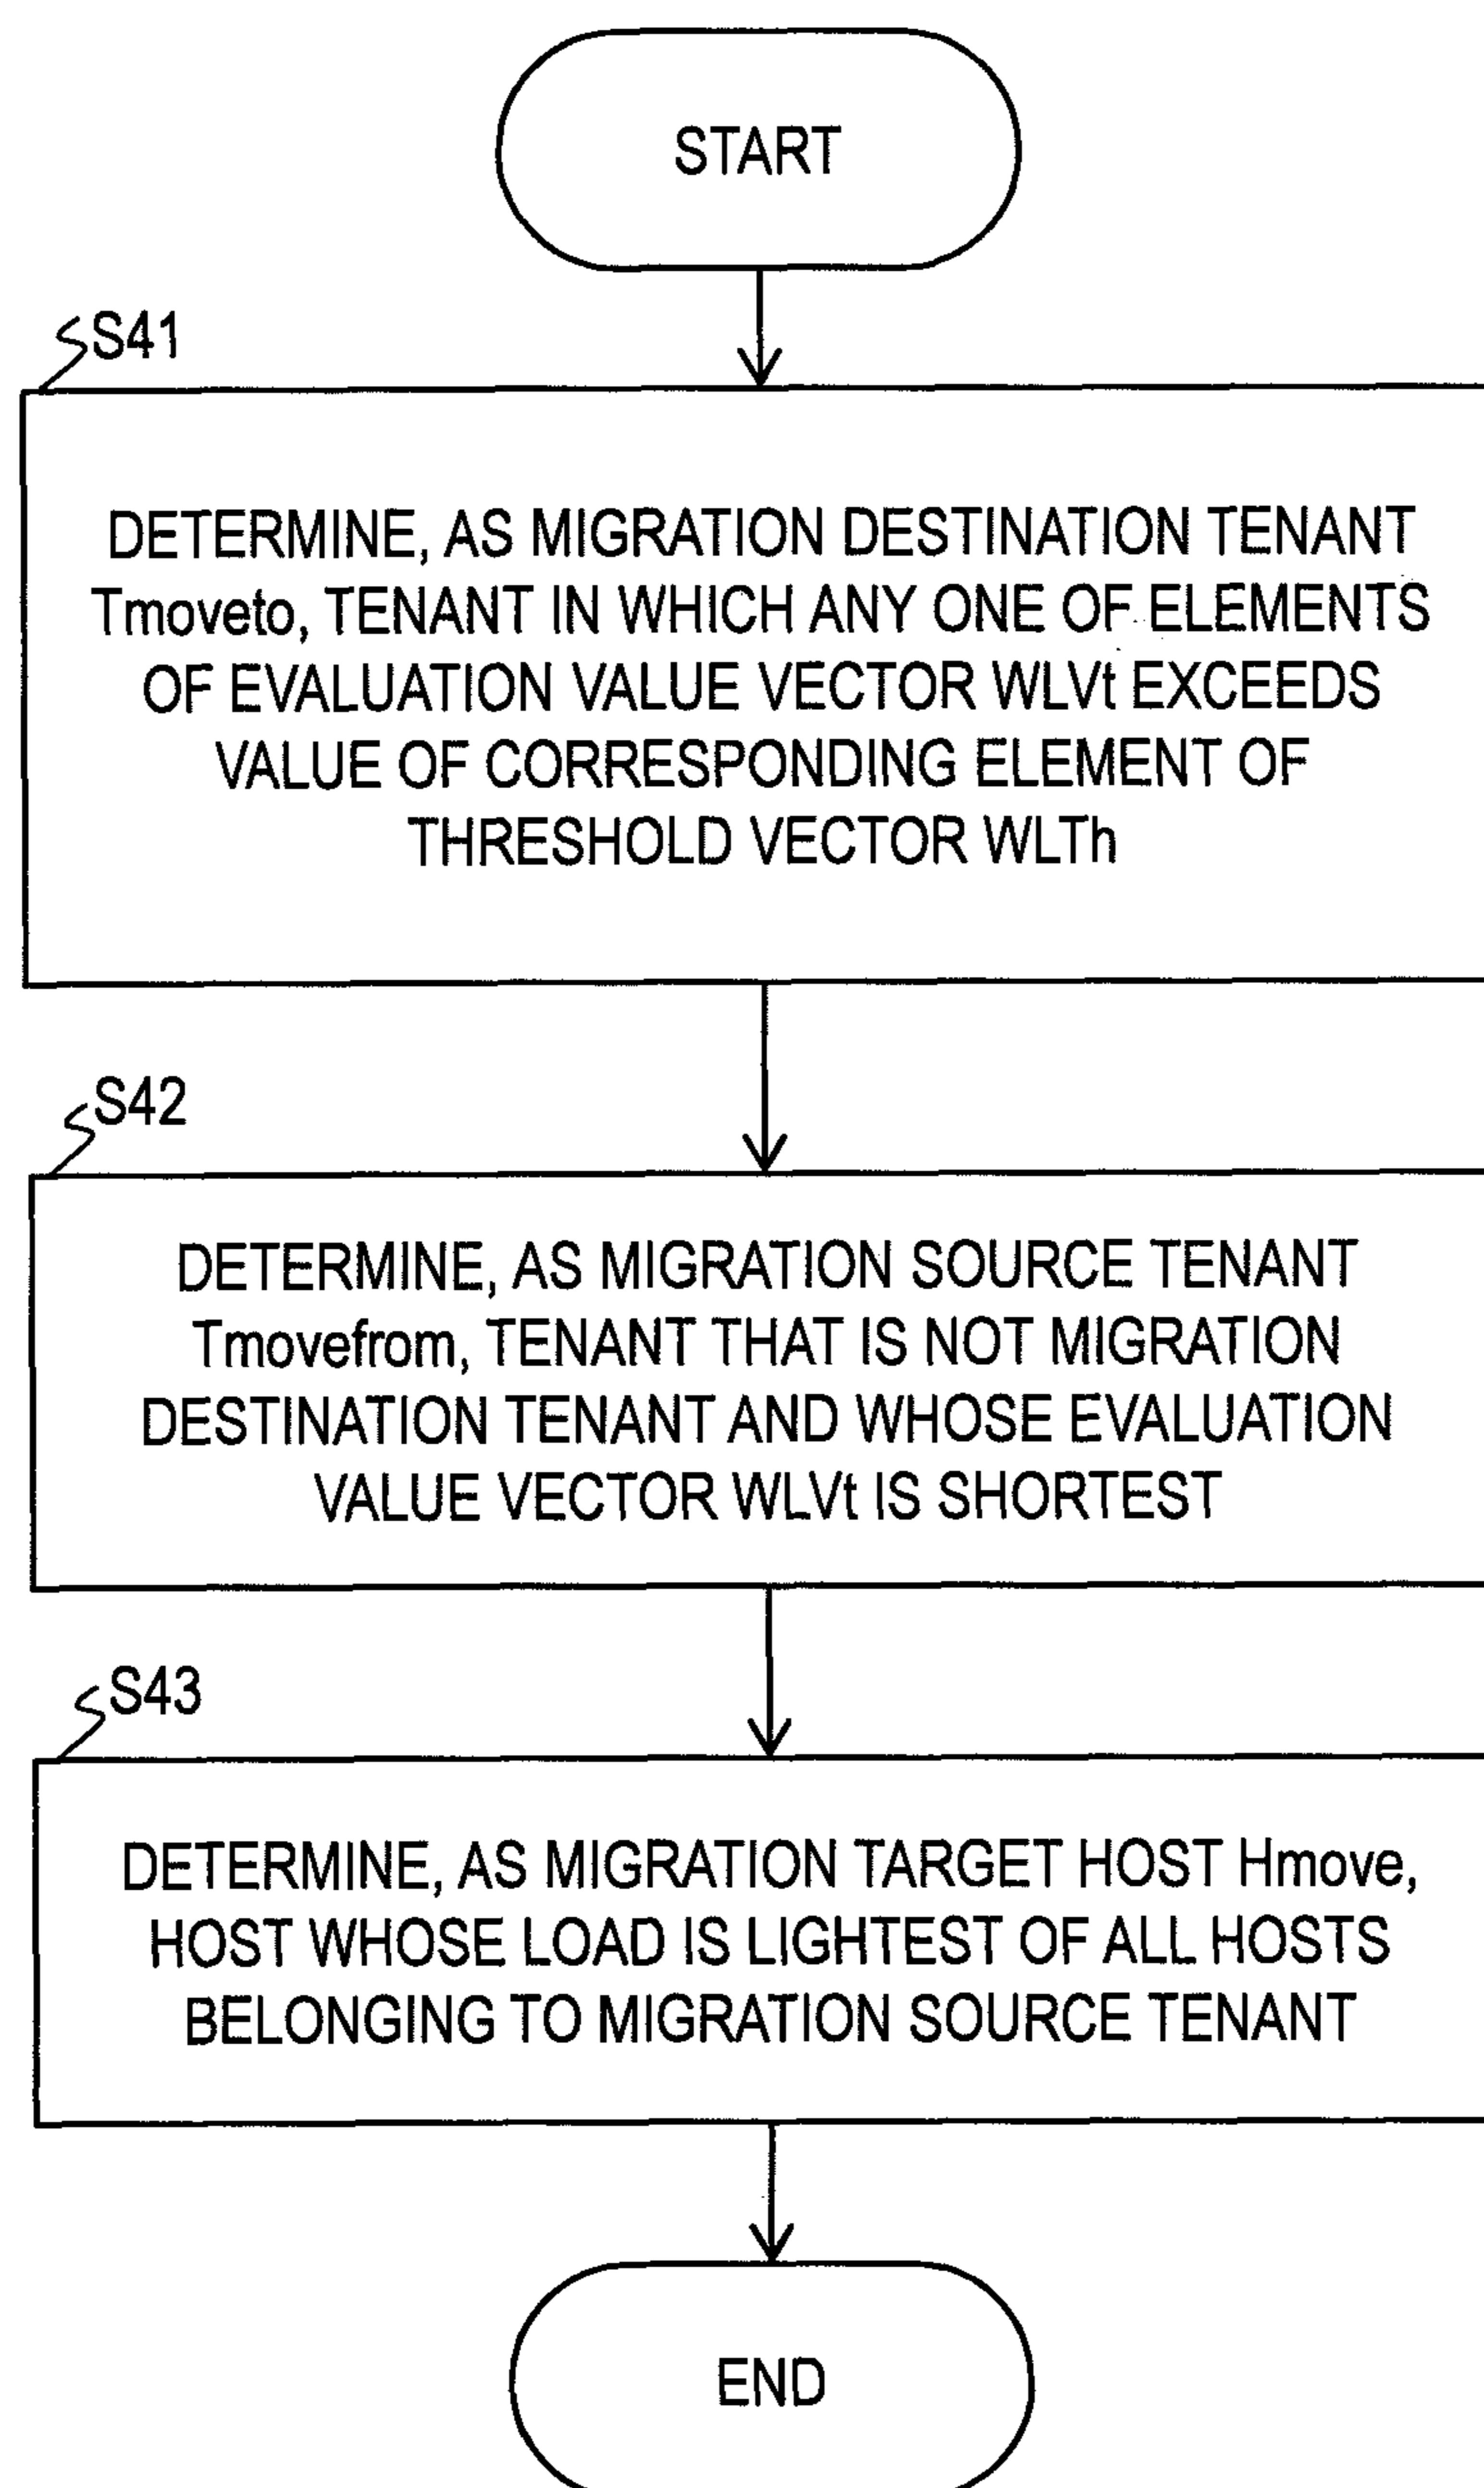 START
S41
DETERMINE, AS MIGRATION DESTINATION TENANT
Tmoveto, TENANT IN WHICH ANY ONE OF ELEMENTS
OF EVALUATION VALUE VECTOR WLVt EXCEEDS
VALUE OF CORRESPONDING ELEMENT OF
THRESHOLD VECTOR WLTh
S42
DETERMINE, AS MIGRATION SOURCE TENANT
Tmovefrom, TENANT THAT IS NOT MIGRATION
DESTINATION TENANT AND WHOSE EVALUATION
VALUE VECTOR WLVt IS SHORTEST
S43
DETERMINE, AS MIGRATION TARGET HOST Hmove,
HOST WHOSE LOAD IS LIGHTEST OF ALL HOSTS
BELONGING TO MIGRATION SOURCE TENANT
END